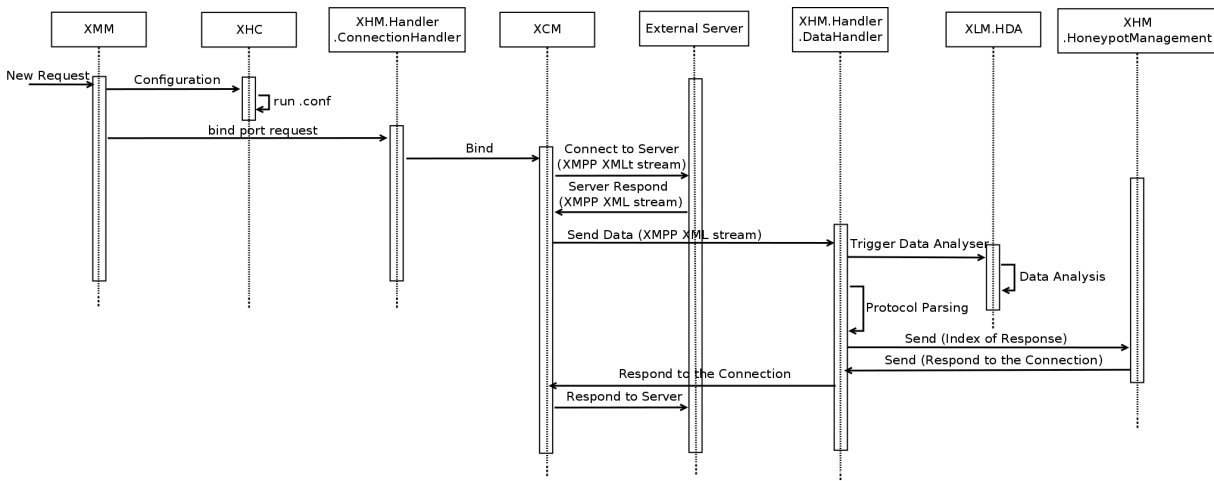 XMM
XHC
XHM.Handler
.ConnectionHandler
XCM
External Server
XHM.Handler
.DataHandler
XLM.HDA
XHM
.HoneypotManagement
New Request
Configuration
run .conf
bind port request
Bind
Connect to Server
(XMPP XMLt stream)
Server Respond
(XMPP XML stream)
Send Data (XMPP XML stream)
Trigger Data Analyser
Data Analysis
Protocol Parsing
Send (Index of Response)
Send (Respond to the Connection)
Respond to the Connection
Respond to Server